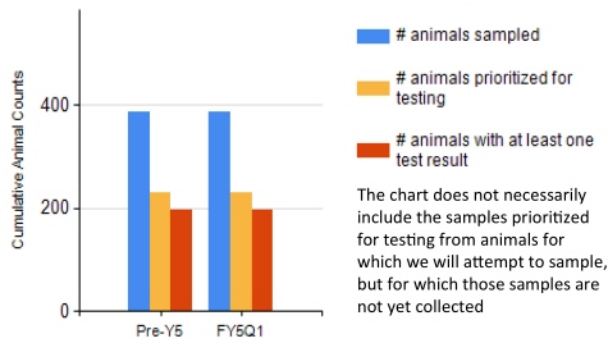 Cumulative Animal Counts
400
200
0
Pre-Y5
FY5Q1
# animals sampled
# animals prioritized for
testing
# animals with at least one
test result
The chart does not necessarily
include the samples prioritized
for testing from animals for
which we will attempt to sample,
but for which those samples are
not yet collected